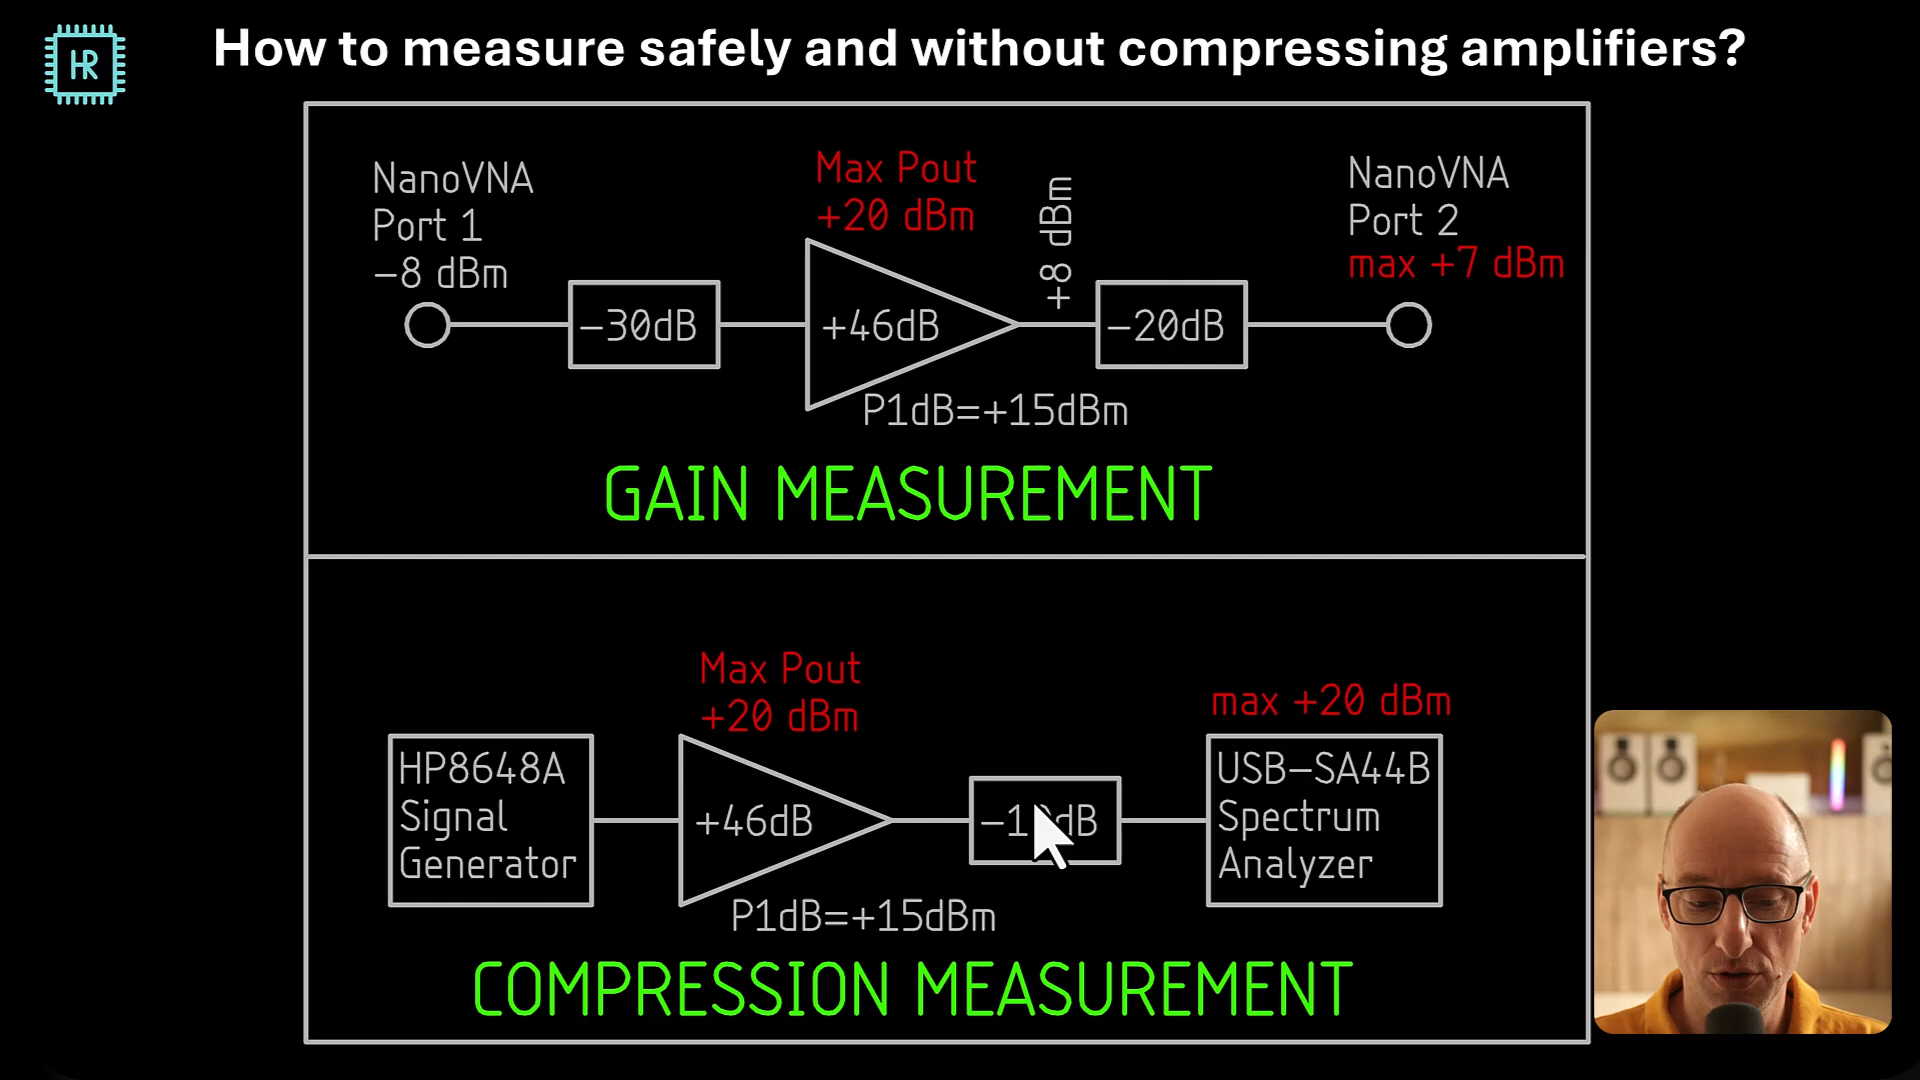 HR
How to measure safely and without compressing amplifiers?
NanoVNA
Port 1
-8 dBm
-30dB
Max Pout
+20 dBm
+46dB
P1dB=+15dBm
+8 dBm
-20dB
NanoVNA
Port 2
max +7 dBm
GAIN MEASUREMENT
HP8648A
Signal
Generator
Max Pout
+20 dBm
+46dB
P1dB=+15dBm
max +20 dBm
USB-SA44B
Spectrum
Analyzer
COMPRESSION MEASUREMENT